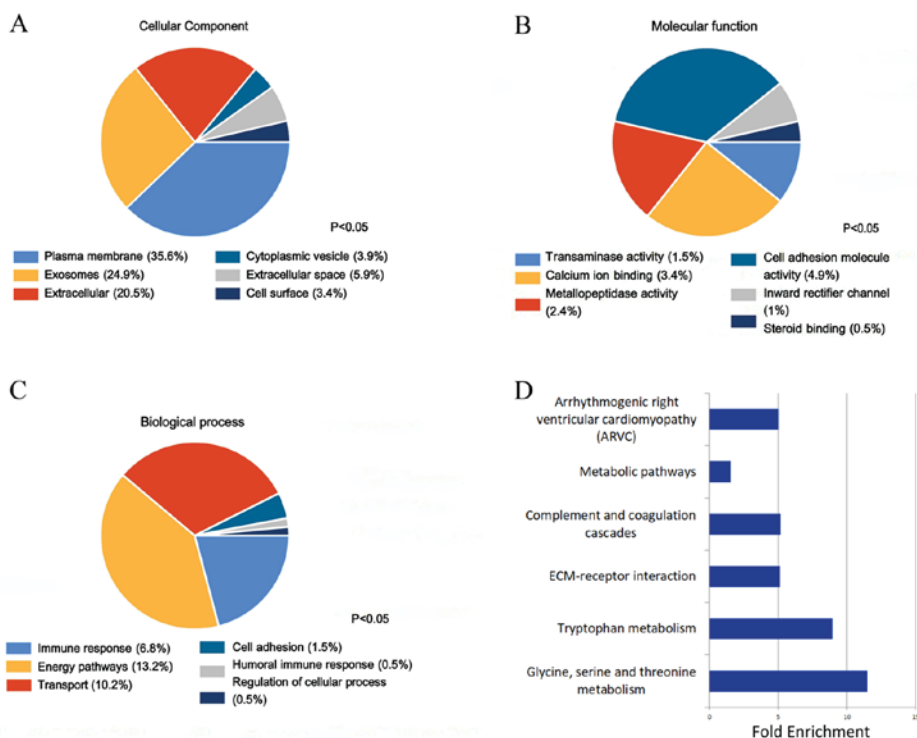 A
Cellular Component
P<0.05
Plasma membrane (35.6%)
Exosomes (24.9%)
Extracellular (20.5%)
Cytoplasmic vesicle (3.9%)
Extracellular space (5.9%)
Cell surface (3.4%)
B
Molecular function
P<0.05
Transaminase activity (1.5%)
Calcium ion binding (3.4%)
Metallopeptidase activity
(2.4%)
Cell adhesion molecule
activity (4.9%)
Inward rectifier channel
(1%)
Steroid binding (0.5%)
C
Biological process
P<0.05
Immune response (6.8%)
Energy pathways (13.2%)
Transport (10.2%)
Cell adhesion (1.5%)
Humoral immune response (0.5%)
Regulation of cellular process
(0.5%)
D
Arrhythmogenic right
ventricular cardiomyopathy
(ARVC)
Metabolic pathways
Complement and coagulation
cascades
ECM-receptor interaction
Tryptophan metabolism
Glycine, serine and threonine
metabolism
0 5 10 15
Fold Enrichment